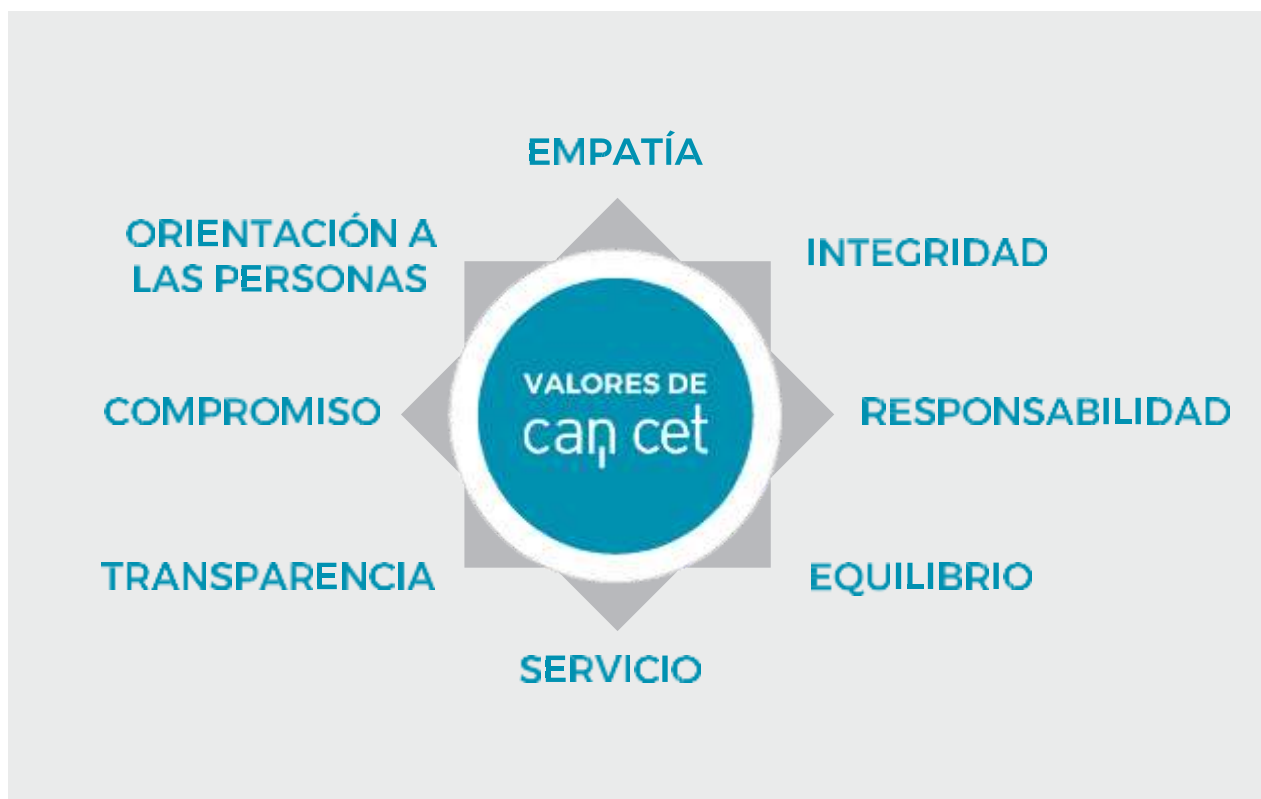 EMPATÍA
ORIENTACIÓN A
LAS PERSONAS
INTEGRIDAD
VALORES DE
can cet
COMPROMISO
RESPONSABILIDAD
TRANSPARENCIA
EQUILIBRIO
SERVICIO